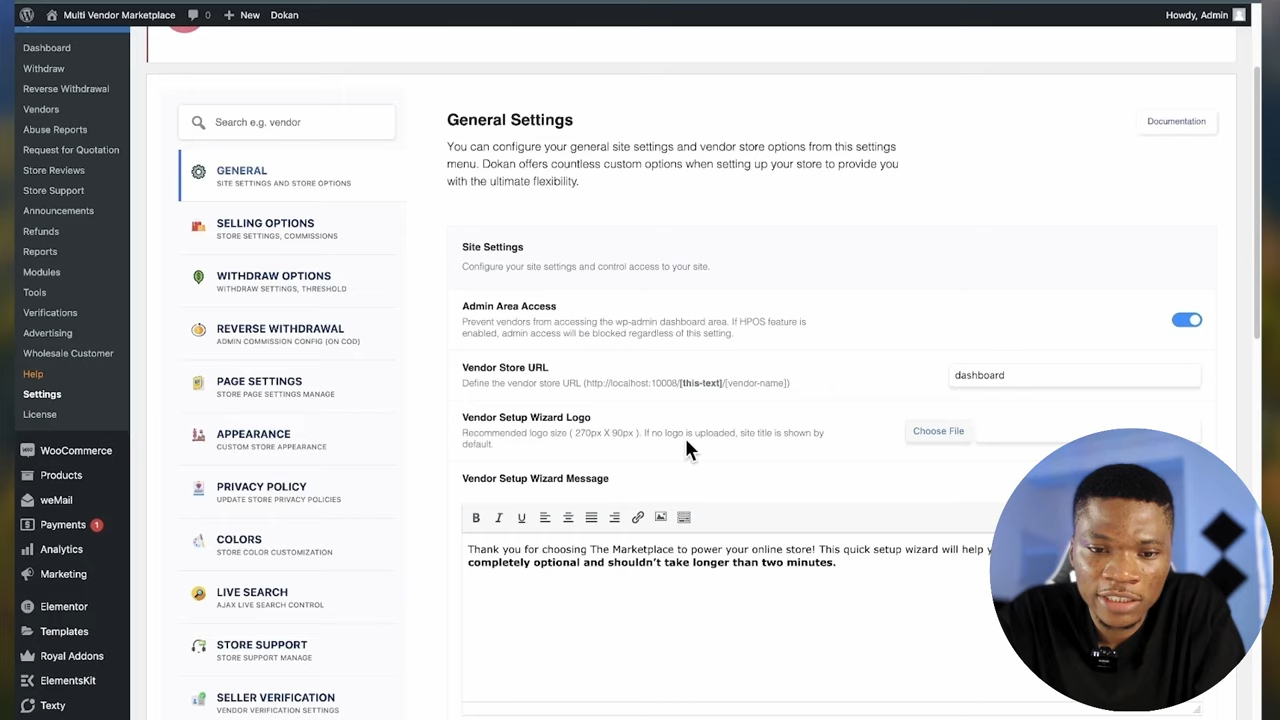 Multi Vendor Marketplace 0 New Dokan Howdy, Admin
Dashboard
Withdraw
Reverse Withdrawal
Vendors
Abuse Reports
Request for Quotation
Store Reviews
Store Support
Announcements
Refunds
Reports
Modules
Tools
Verifications
Advertising
Wholesale Customer
Help
Settings
License
WooCommerce
Products
weMail
Payments 1
Analytics
Marketing
Elementor
Templates
Royal Addons
ElementsKit
Texty
Search e.g. vendor
GENERAL
SITE SETTINGS AND STORE OPTIONS
SELLING OPTIONS
STORE SETTINGS, COMMISSIONS
WITHDRAW OPTIONS
WITHDRAW SETTINGS, THRESHOLD
REVERSE WITHDRAWAL
ADMIN COMMISSION CONFIG (ON COD)
PAGE SETTINGS
STORE PAGE SETTINGS MANAGE
APPEARANCE
CUSTOM STORE APPEARANCE
PRIVACY POLICY
UPDATE STORE PRIVACY POLICIES
COLORS
STORE COLOR CUSTOMIZATION
LIVE SEARCH
AJAX LIVE SEARCH CONTROL
STORE SUPPORT
STORE SUPPORT MANAGE
SELLER VERIFICATION
VENDOR VERIFICATION SETTINGS
General Settings
Documentation
You can configure your general site settings and vendor store options from this settings
menu. Dokan offers countless custom options when setting up your store to provide you
with the ultimate flexibility.
Site Settings
Configure your site settings and control access to your site.
Admin Area Access
Prevent vendors from accessing the wp-admin dashboard area. If HPOS feature is
enabled, admin access will be blocked regardless of this setting.
Vendor Store URL
Define the vendor store URL (http://localhost:10008/[this-text]/[vendor-name])
dashboard
Vendor Setup Wizard Logo
Recommended logo size ( 270px X 90px ). If no logo is uploaded, site title is shown by
default.
Choose File
Vendor Setup Wizard Message
B I U
Thank you for choosing The Marketplace to power your online store! This quick setup wizard will help
completely optional and shouldn't take longer than two minutes.